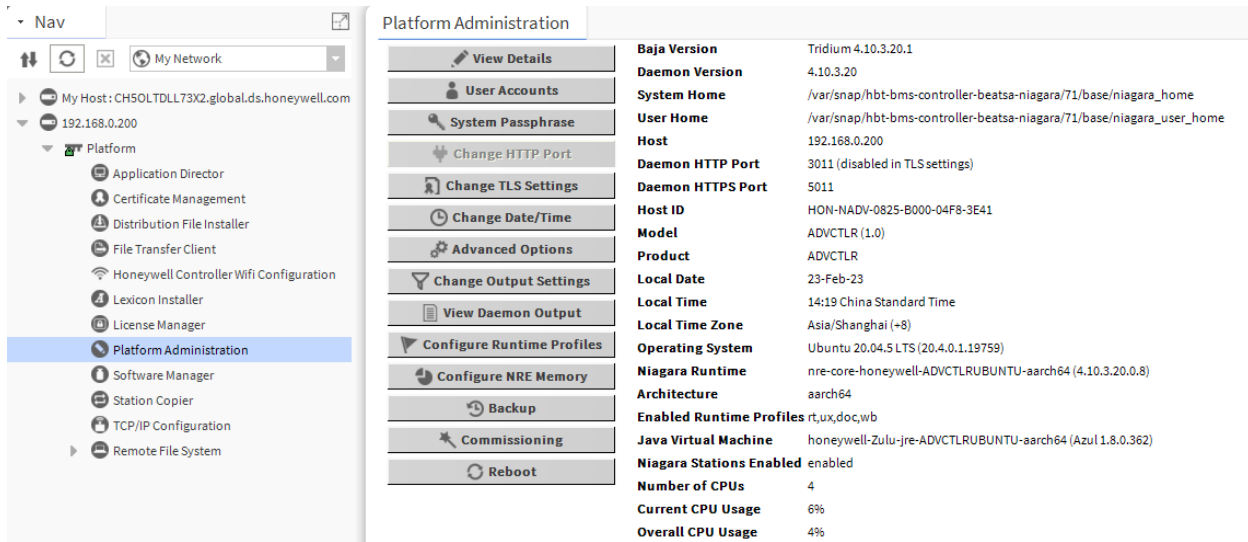 Nav
My Network
My Host : CH5OLTDLL73X2.global.ds.honeywell.com
192.168.0.200
Platform
Application Director
Certificate Management
Distribution File Installer
File Transfer Client
Honeywell Controller Wifi Configuration
Lexicon Installer
License Manager
Platform Administration
Software Manager
Station Copier
TCP/IP Configuration
Remote File System
Platform Administration
View Details
User Accounts
System Passphrase
Change HTTP Port
Change TLS Settings
Change Date/Time
Advanced Options
Change Output Settings
View Daemon Output
Configure Runtime Profiles
Configure NRE Memory
Backup
Commissioning
Reboot
Baja Version Tridium 4.10.3.20.1
Daemon Version 4.10.3.20
System Home /var/snap/hbt-bms-controller-beatsa-niagara/71/base/niagara_home
User Home /var/snap/hbt-bms-controller-beatsa-niagara/71/base/niagara_user_home
Host 192.168.0.200
Daemon HTTP Port 3011 (disabled in TLS settings)
Daemon HTTPS Port 5011
Host ID HON-NADV-0825-B000-04F8-3E41
Model ADVCTLR (1.0)
Product ADVCTLR
Local Date 23-Feb-23
Local Time 14:19 China Standard Time
Local Time Zone Asia/Shanghai (+8)
Operating System Ubuntu 20.04.5 LTS (20.4.0.1.19759)
Niagara Runtime nre-core-honeywell-ADVCTLRUBUNTU-aarch64 (4.10.3.20.0.8)
Architecture aarch64
Enabled Runtime Profiles rt,ux,doc,wb
Java Virtual Machine honeywell-Zulu-jre-ADVCTLRUBUNTU-aarch64 (Azul 1.8.0.362)
Niagara Stations Enabled enabled
Number of CPUs 4
Current CPU Usage 6%
Overall CPU Usage 4%